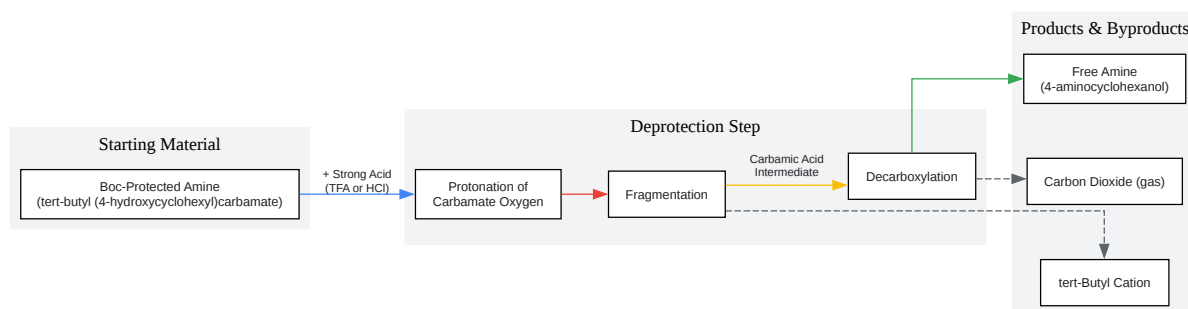 Products & Byproducts
Free Amine
(4-aminocyclohexanol)
Deprotection Step
Starting Material
Carbamic Acid
Intermediate
+ Strong Acid
(TFA or HCl)
Boc-Protected Amine
(tert-butyl (4-hydroxycyclohexyl)carbamate)
Protonation of
Carbamate Oxygen
Fragmentation
Decarboxylation
Carbon Dioxide (gas)
tert-Butyl Cation